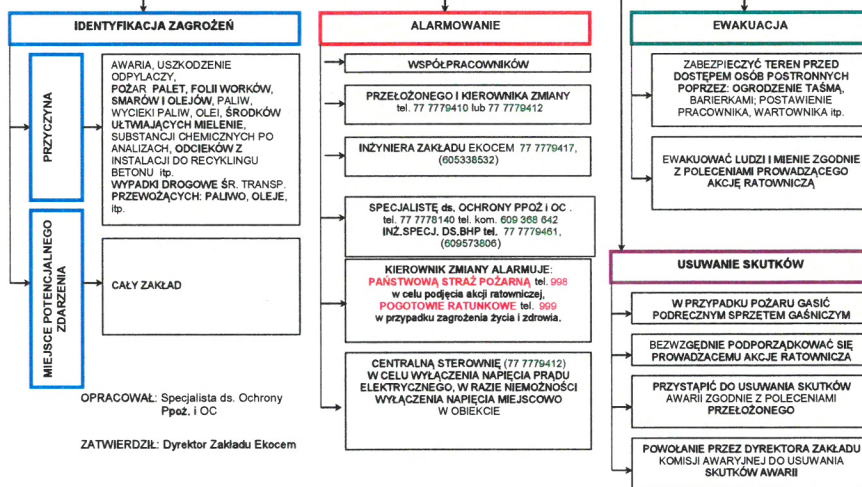 IDENTYFIKACJA ZAGROŻEŃ
PRZYCZYNA
AWARIA, USZKODZENIE
ODPYLACZY,
POŻAR PALET, FOLII WORKÓW,
SMARÓW I OLEJÓW, PALIW,
WYCIEKI PALIW, OLEI, ŚRODKÓW
UŁTWIAJĄCYCH MIELENIE,
SUBSTANCJI CHEMICZNYCH PO
ANALIZACH, ODCIEKÓW Z
INSTALACJI DO RECYKLINGU
BETONU itp.
WYPADKI DROGOWE ŚR. TRANSP.
PRZEWOŻĄCYCH: PALIWO, OLEJE,
itp.
MIEJSCE POTENCJALNEGO
ZDARZENIA
CAŁY ZAKŁAD
OPRACOWAŁ: Specjalista ds. Ochrony
Ppoż. i OC
ZATWIERDZIŁ: Dyrektor Zakładu Ekocem
ALARMOWANIE
WSPÓŁPRACOWNIKÓW
PRZEŁOŻONEGO I KIEROWNIKA ZMIANY
tel. 77 7779410 lub 77 7779412
INŻYNIERA ZAKŁADU EKOCEM 77 7779417,
(605338532)
SPECJALISTĘ ds. OCHRONY PPOŻ i OC .
tel. 77 7778140 tel. kom. 609 368 642
INŻ.SPECJ. DS.BHP tel. 77 7779461,
(609573806)
KIEROWNIK ZMIANY ALARMUJE:
PAŃSTWOWĄ STRAŻ POŻARNĄ tel. 998
w celu podjęcia akcji ratowniczej,
POGOTOWIE RATUNKOWE tel. 999
w przypadku zagrożenia życia i zdrowia.
CENTRALNĄ STEROWNIĘ (77 7779412)
W CELU WYŁĄCZENIA NAPIĘCIA PRĄDU
ELEKTRYCZNEGO, W RAZIE NIEMOŻNOŚCI
WYŁĄCZENIA NAPIĘCIA MIEJSCOWO
W OBIEKCIE
EWAKUACJA
ZABEZPIECZYĆ TEREN PRZED
DOSTĘPEM OSÓB POSTRONNYCH
POPRZEZ: OGRODZENIE TAŚMĄ,
BARIERKAMI; POSTAWIENIE
PRACOWNIKA, WARTOWNIKA itp.
EWAKUOWAĆ LUDZI I MIENIE ZGODNIE
Z POLECENIAMI PROWADZĄCEGO
AKCJĘ RATOWNICZĄ
USUWANIE SKUTKÓW
W PRZYPADKU POŻARU GASIĆ
PODRĘCZNYM SPRZĘTEM GAŚNICZYM
BEZWZGĘDNIE PODPORZĄDKOWAĆ SIĘ
PROWADZACEMU AKCJE RATOWNICZA
PRZYSTĄPIĆ DO USUWANIA SKUTKÓW
AWARII ZGODNIE Z POLECENIAMI
PRZEŁOŻONEGO
POWOŁANIE PRZEZ DYREKTORA ZAKŁADU
KOMISJI AWARYJNEJ DO USUWANIA
SKUTKÓW AWARII